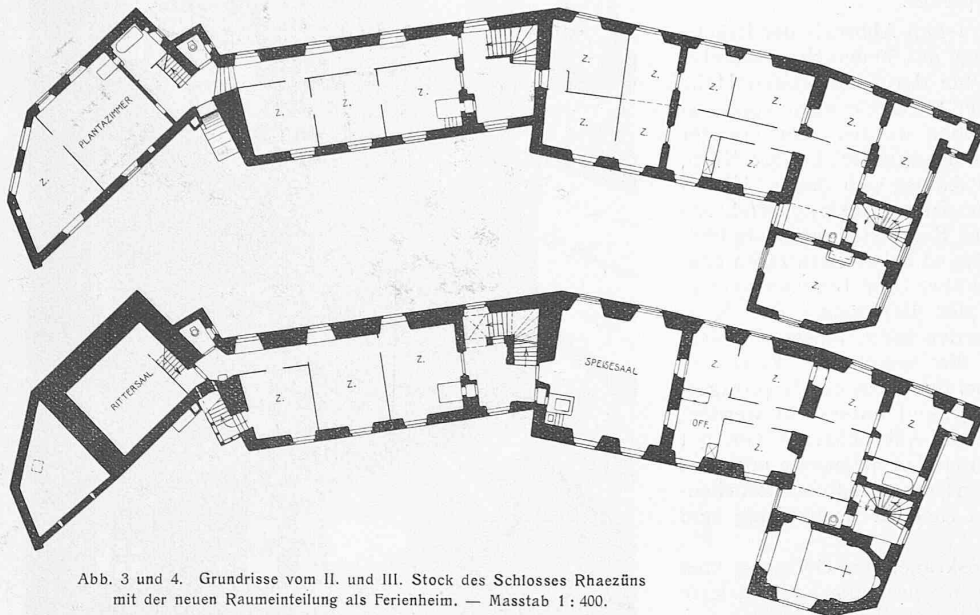 PLANTAZIMMER
Z.
Z.
Z.
Z.
Z.
Z.
Z.
Z.
Z.
Z.
Z.
Z.
RITTERSAAL
Z.
Z.
Z.
SPEISESAAL
Z.
OFF.
Z.
Z.
Z.
Abb. 3 und 4. Grundrisse vom II. und III. Stock des Schlosses Rhaezüns
mit der neuen Raumeinteilung als Ferienheim. — Masstab 1 : 400.